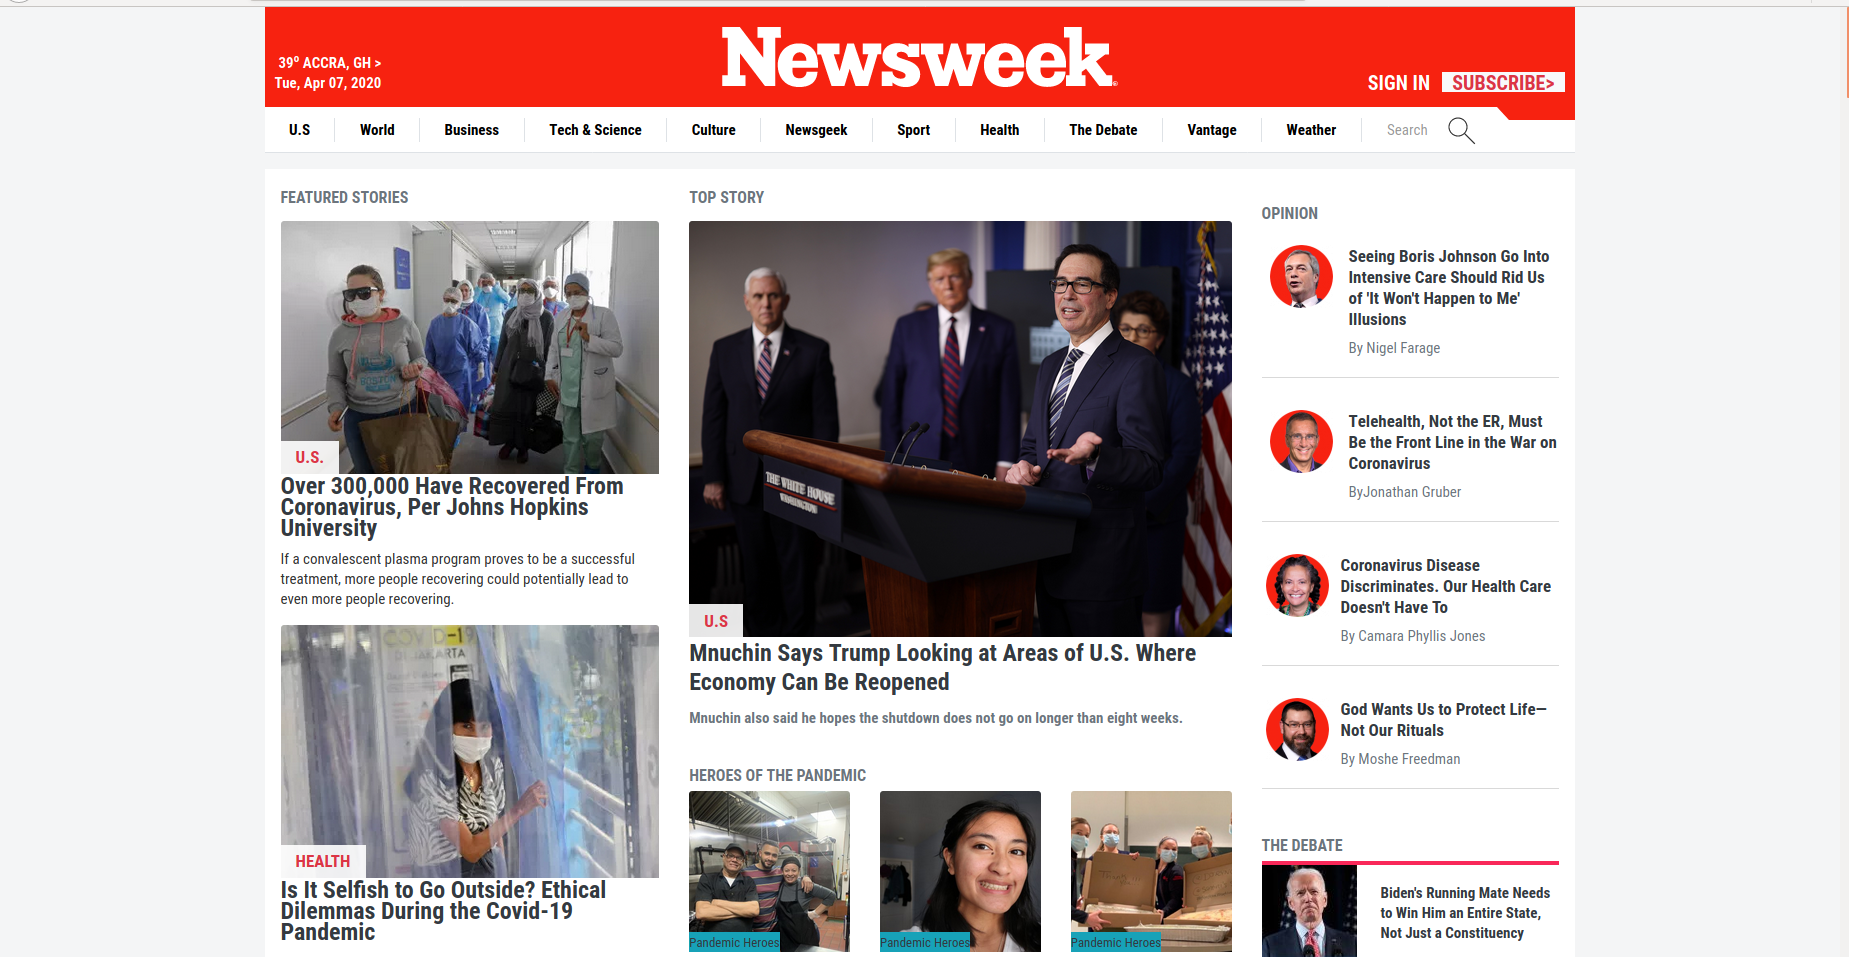 39º ACCRA, GH >
Tue, Apr 07, 2020
Newsweek
SIGN IN
SUBSCRIBE>
U.S
World
Business
Tech & Science
Culture
Newsgeek
Sport
Health
The Debate
Vantage
Weather
Search
FEATURED STORIES
U.S.
Over 300,000 Have Recovered From
Coronavirus, Per Johns Hopkins
University
If a convalescent plasma program proves to be a successful
treatment, more people recovering could potentially lead to
even more people recovering.
HEALTH
Is It Selfish to Go Outside? Ethical
Dilemmas During the Covid-19
Pandemic
TOP STORY
THE WHITE HOUSE
WASHINGTON
U.S
Mnuchin Says Trump Looking at Areas of U.S. Where
Economy Can Be Reopened
Mnuchin also said he hopes the shutdown does not go on longer than eight weeks.
HEROES OF THE PANDEMIC
Pandemic Heroes
Pandemic Heroes
Pandemic Heroes
OPINION
Seeing Boris Johnson Go Into
Intensive Care Should Rid Us
of 'It Won't Happen to Me'
Illusions
By Nigel Farage
Telehealth, Not the ER, Must
Be the Front Line in the War on
Coronavirus
ByJonathan Gruber
Coronavirus Disease
Discriminates. Our Health Care
Doesn't Have To
By Camara Phyllis Jones
God Wants Us to Protect Life—
Not Our Rituals
By Moshe Freedman
THE DEBATE
Biden's Running Mate Needs
to Win Him an Entire State,
Not Just a Constituency